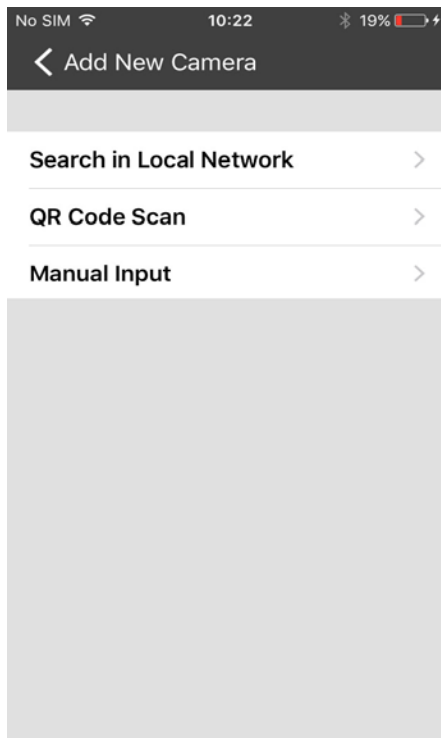 No SIM 10:22 19%
Add New Camera
Search in Local Network
QR Code Scan
Manual Input